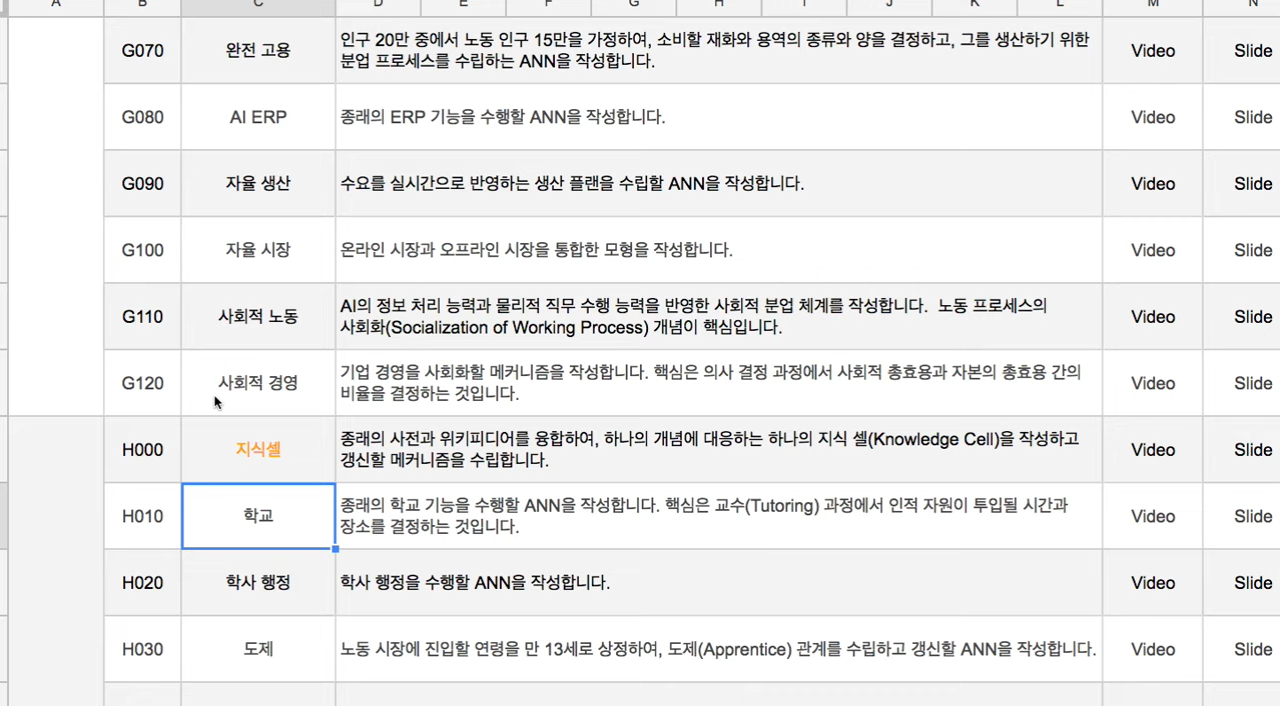 A B C D E F G H I J K L M N
G070 완전 고용 인구 20만 중에서 노동 인구 15만을 가정하여, 소비할 재화와 용역의 종류와 양을 결정하고, 그를 생산하기 위한 Video Slide
분업 프로세스를 수립하는 ANN을 작성합니다.
G080 AI ERP 종래의 ERP 기능을 수행할 ANN을 작성합니다. Video Slide
G090 자율 생산 수요를 실시간으로 반영하는 생산 플랜을 수립할 ANN을 작성합니다. Video Slide
G100 자율 시장 온라인 시장과 오프라인 시장을 통합한 모형을 작성합니다. Video Slide
G110 사회적 노동 AI의 정보 처리 능력과 물리적 직무 수행 능력을 반영한 사회적 분업 체계를 작성합니다. 노동 프로세스의 Video Slide
사회화(Socialization of Working Process) 개념이 핵심입니다.
G120 사회적 경영 기업 경영을 사회화할 메커니즘을 작성합니다. 핵심은 의사 결정 과정에서 사회적 총효용과 자본의 총효용 간의 Video Slide
비율을 결정하는 것입니다.
H000 지식셀 종래의 사전과 위키피디어를 융합하여, 하나의 개념에 대응하는 하나의 지식 셀(Knowledge Cell)을 작성하고 Video Slide
갱신할 메커니즘을 수립합니다.
H010 학교 종래의 학교 기능을 수행할 ANN을 작성합니다. 핵심은 교수(Tutoring) 과정에서 인적 자원이 투입될 시간과 Video Slide
장소를 결정하는 것입니다.
H020 학사 행정 학사 행정을 수행할 ANN을 작성합니다. Video Slide
H030 도제 노동 시장에 진입할 연령을 만 13세로 상정하여, 도제(Apprentice) 관계를 수립하고 갱신할 ANN을 작성합니다. Video Slide